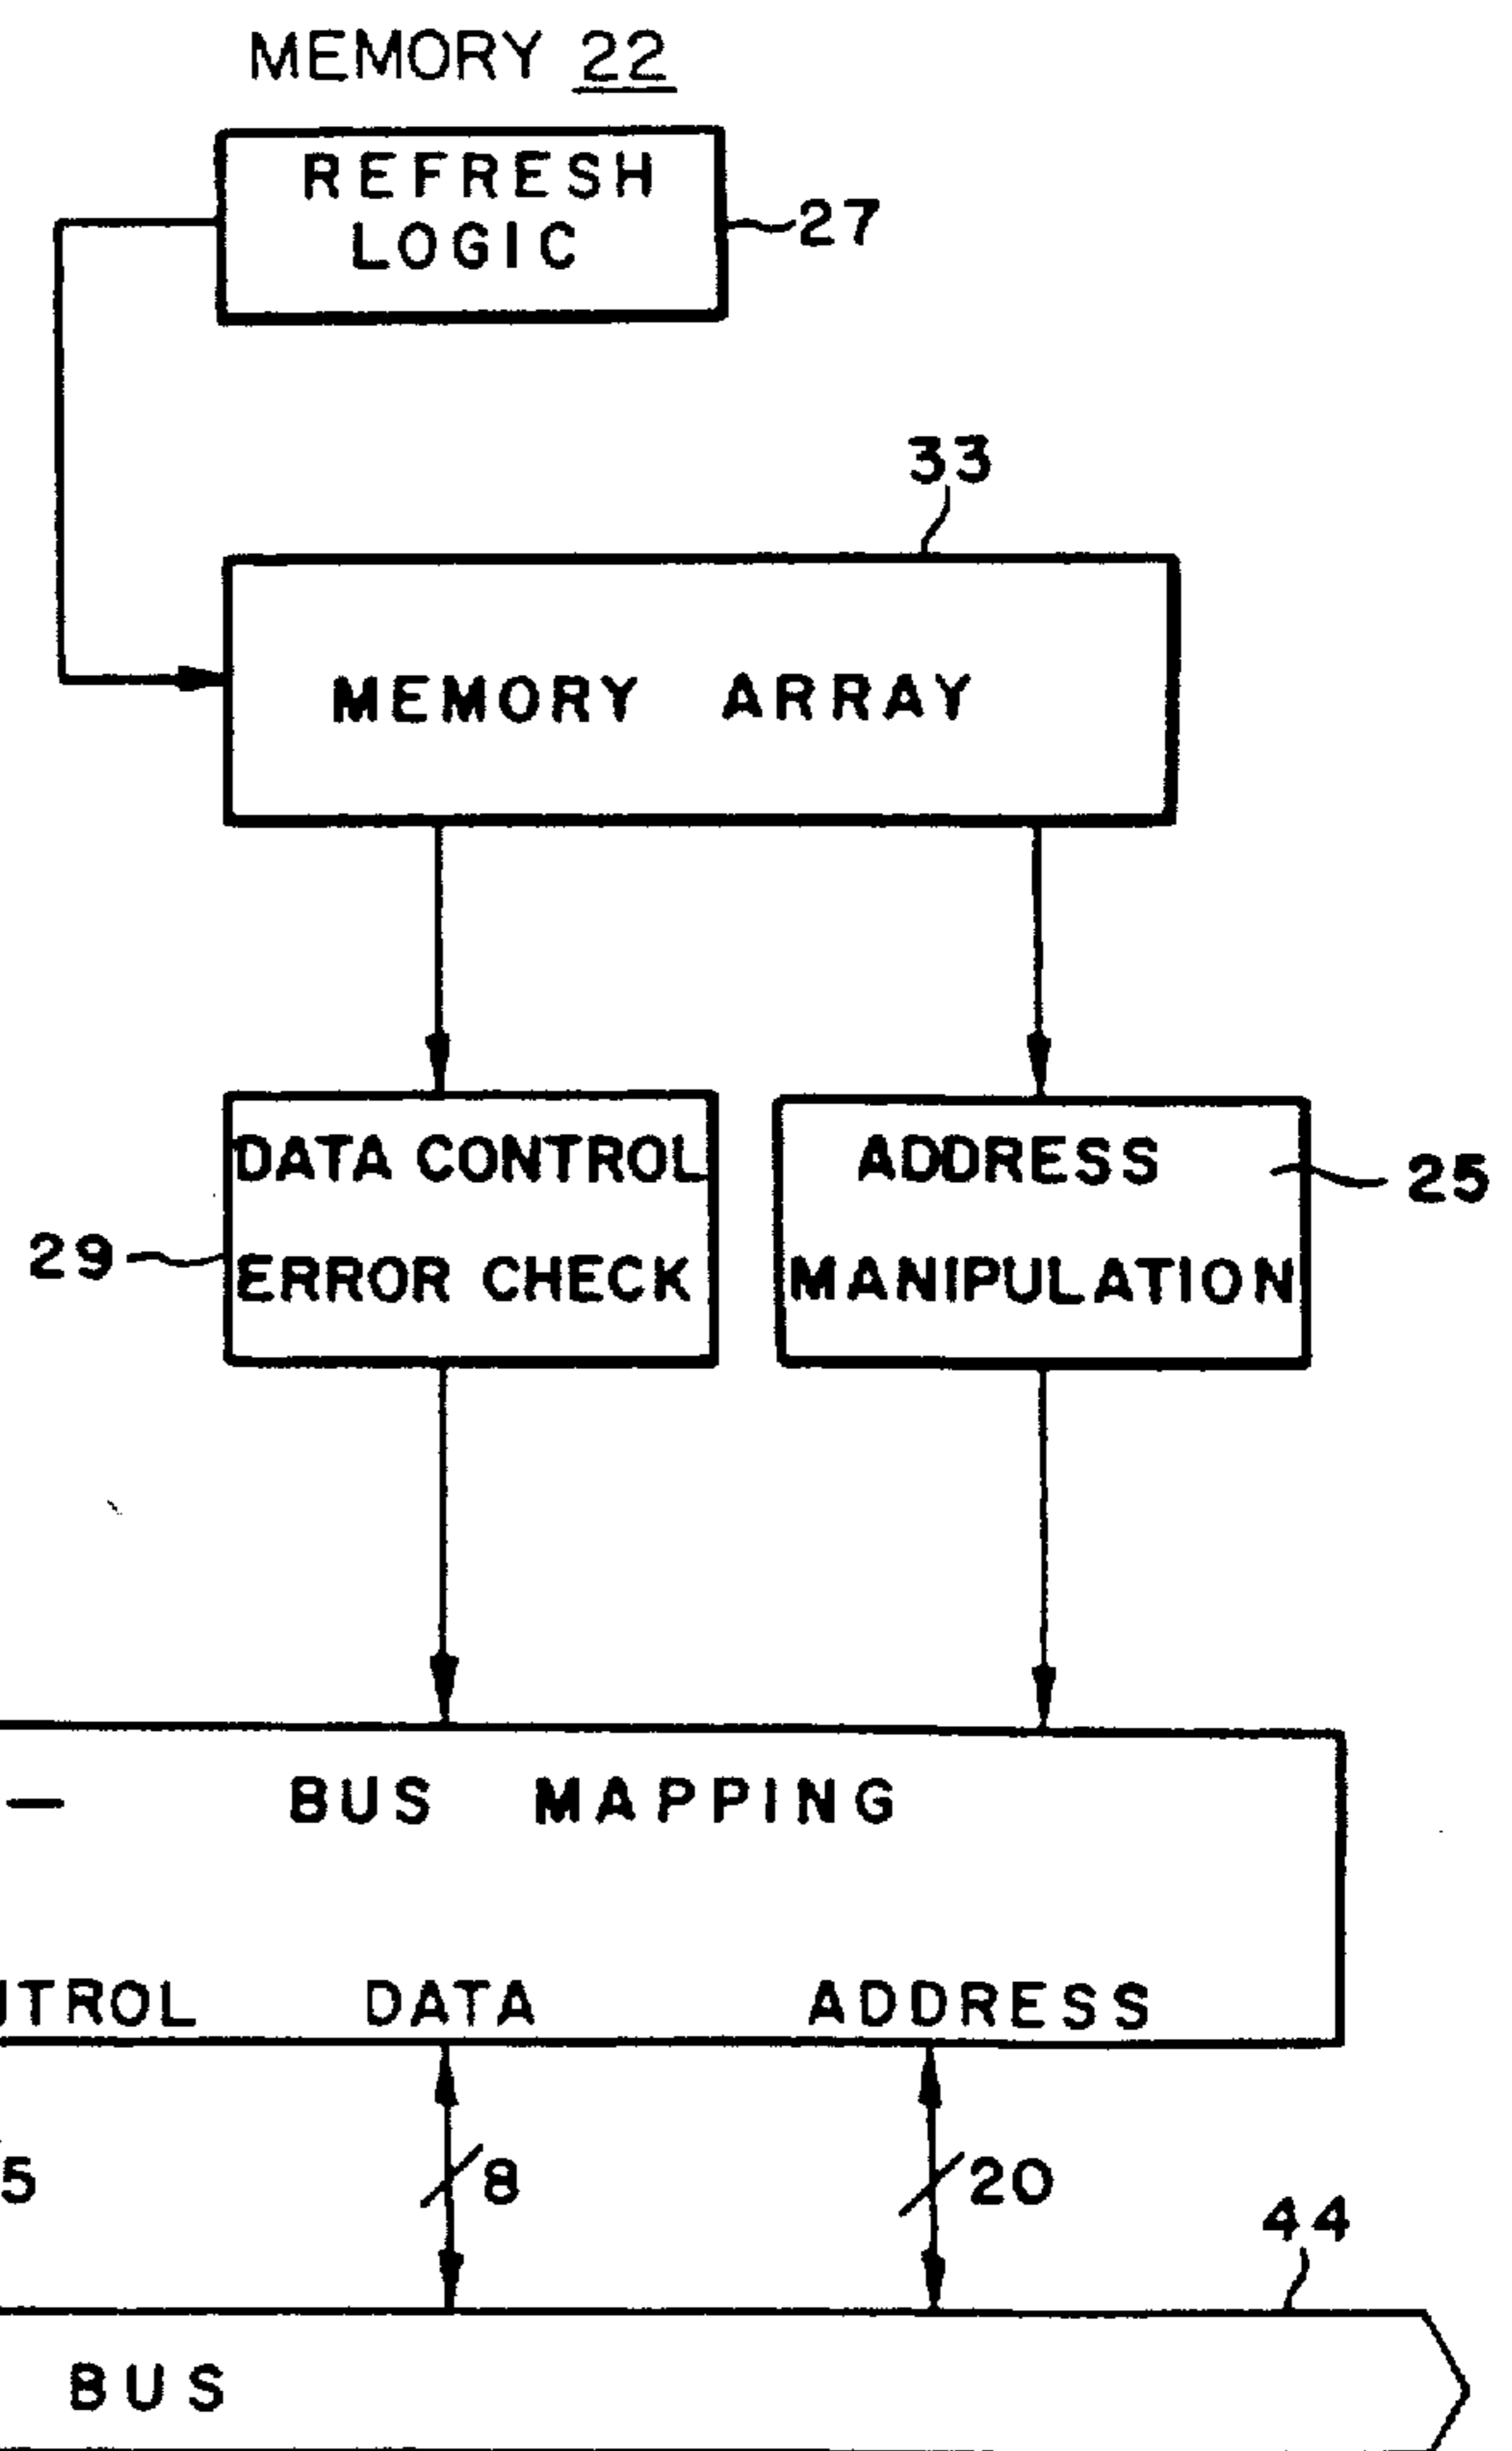 MEMORY 22
REFRESH
LOGIC
27
33
MEMORY ARRAY
DATA CONTROL
ERROR CHECK
29
ADDRESS
MANIPULATION
25
— BUS MAPPING
DATA ADDRESS
8
20
44
BUS